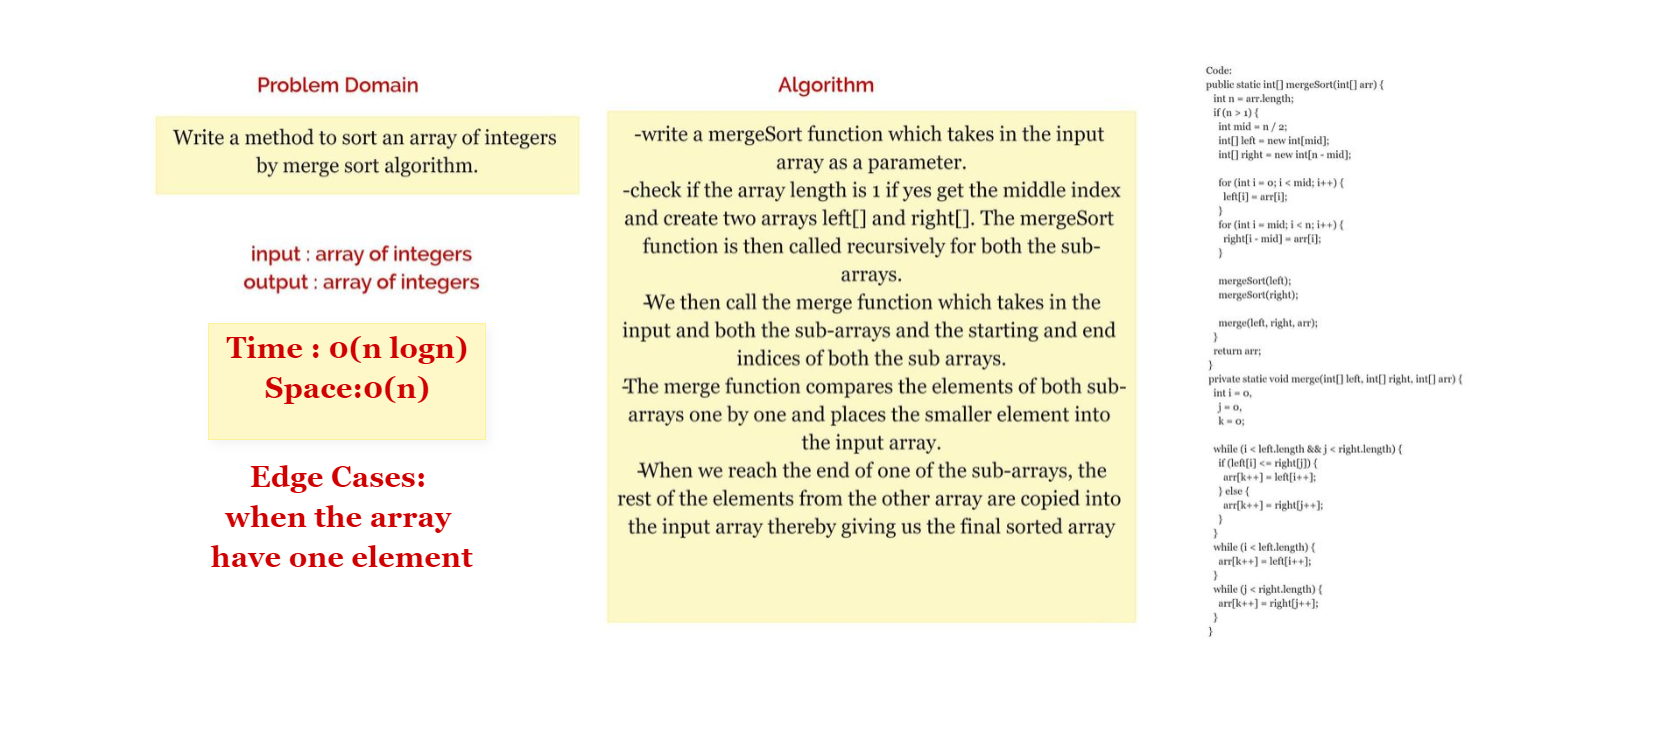 Problem Domain
Write a method to sort an array of integers
by merge sort algorithm.
input : array of integers
output : array of integers
Time : 0(n logn)
Space:0(n)
Edge Cases:
when the array
have one element
Algorithm
-write a mergeSort function which takes in the input
array as a parameter.
-check if the array length is 1 if yes get the middle index
and create two arrays left[] and right[]. The mergeSort
function is then called recursively for both the sub-
arrays.
-We then call the merge function which takes in the
input and both the sub-arrays and the starting and end
indices of both the sub arrays.
-The merge function compares the elements of both sub-
arrays one by one and places the smaller element into
the input array.
-When we reach the end of one of the sub-arrays, the
rest of the elements from the other array are copied into
the input array thereby giving us the final sorted array
Code:
public static int[] mergeSort(int[] arr) {
int n = arr.length;
if (n > 1) {
int mid = n / 2;
int[] left = new int[mid];
int[] right = new int[n - mid];
for (int i = 0; i < mid; i++) {
left[i] = arr[i];
}
for (int i = mid; i < n; i++) {
right[i - mid] = arr[i];
}
mergeSort(left);
mergeSort(right);
merge(left, right, arr);
}
return arr;
}
private static void merge(int[] left, int[] right, int[] arr) {
int i = 0,
j = 0,
k = 0;
while (i < left.length && j < right.length) {
if (left[i] <= right[j]) {
arr[k++] = left[i++];
} else {
arr[k++] = right[j++];
}
}
while (i < left.length) {
arr[k++] = left[i++];
}
while (j < right.length) {
arr[k++] = right[j++];
}
}